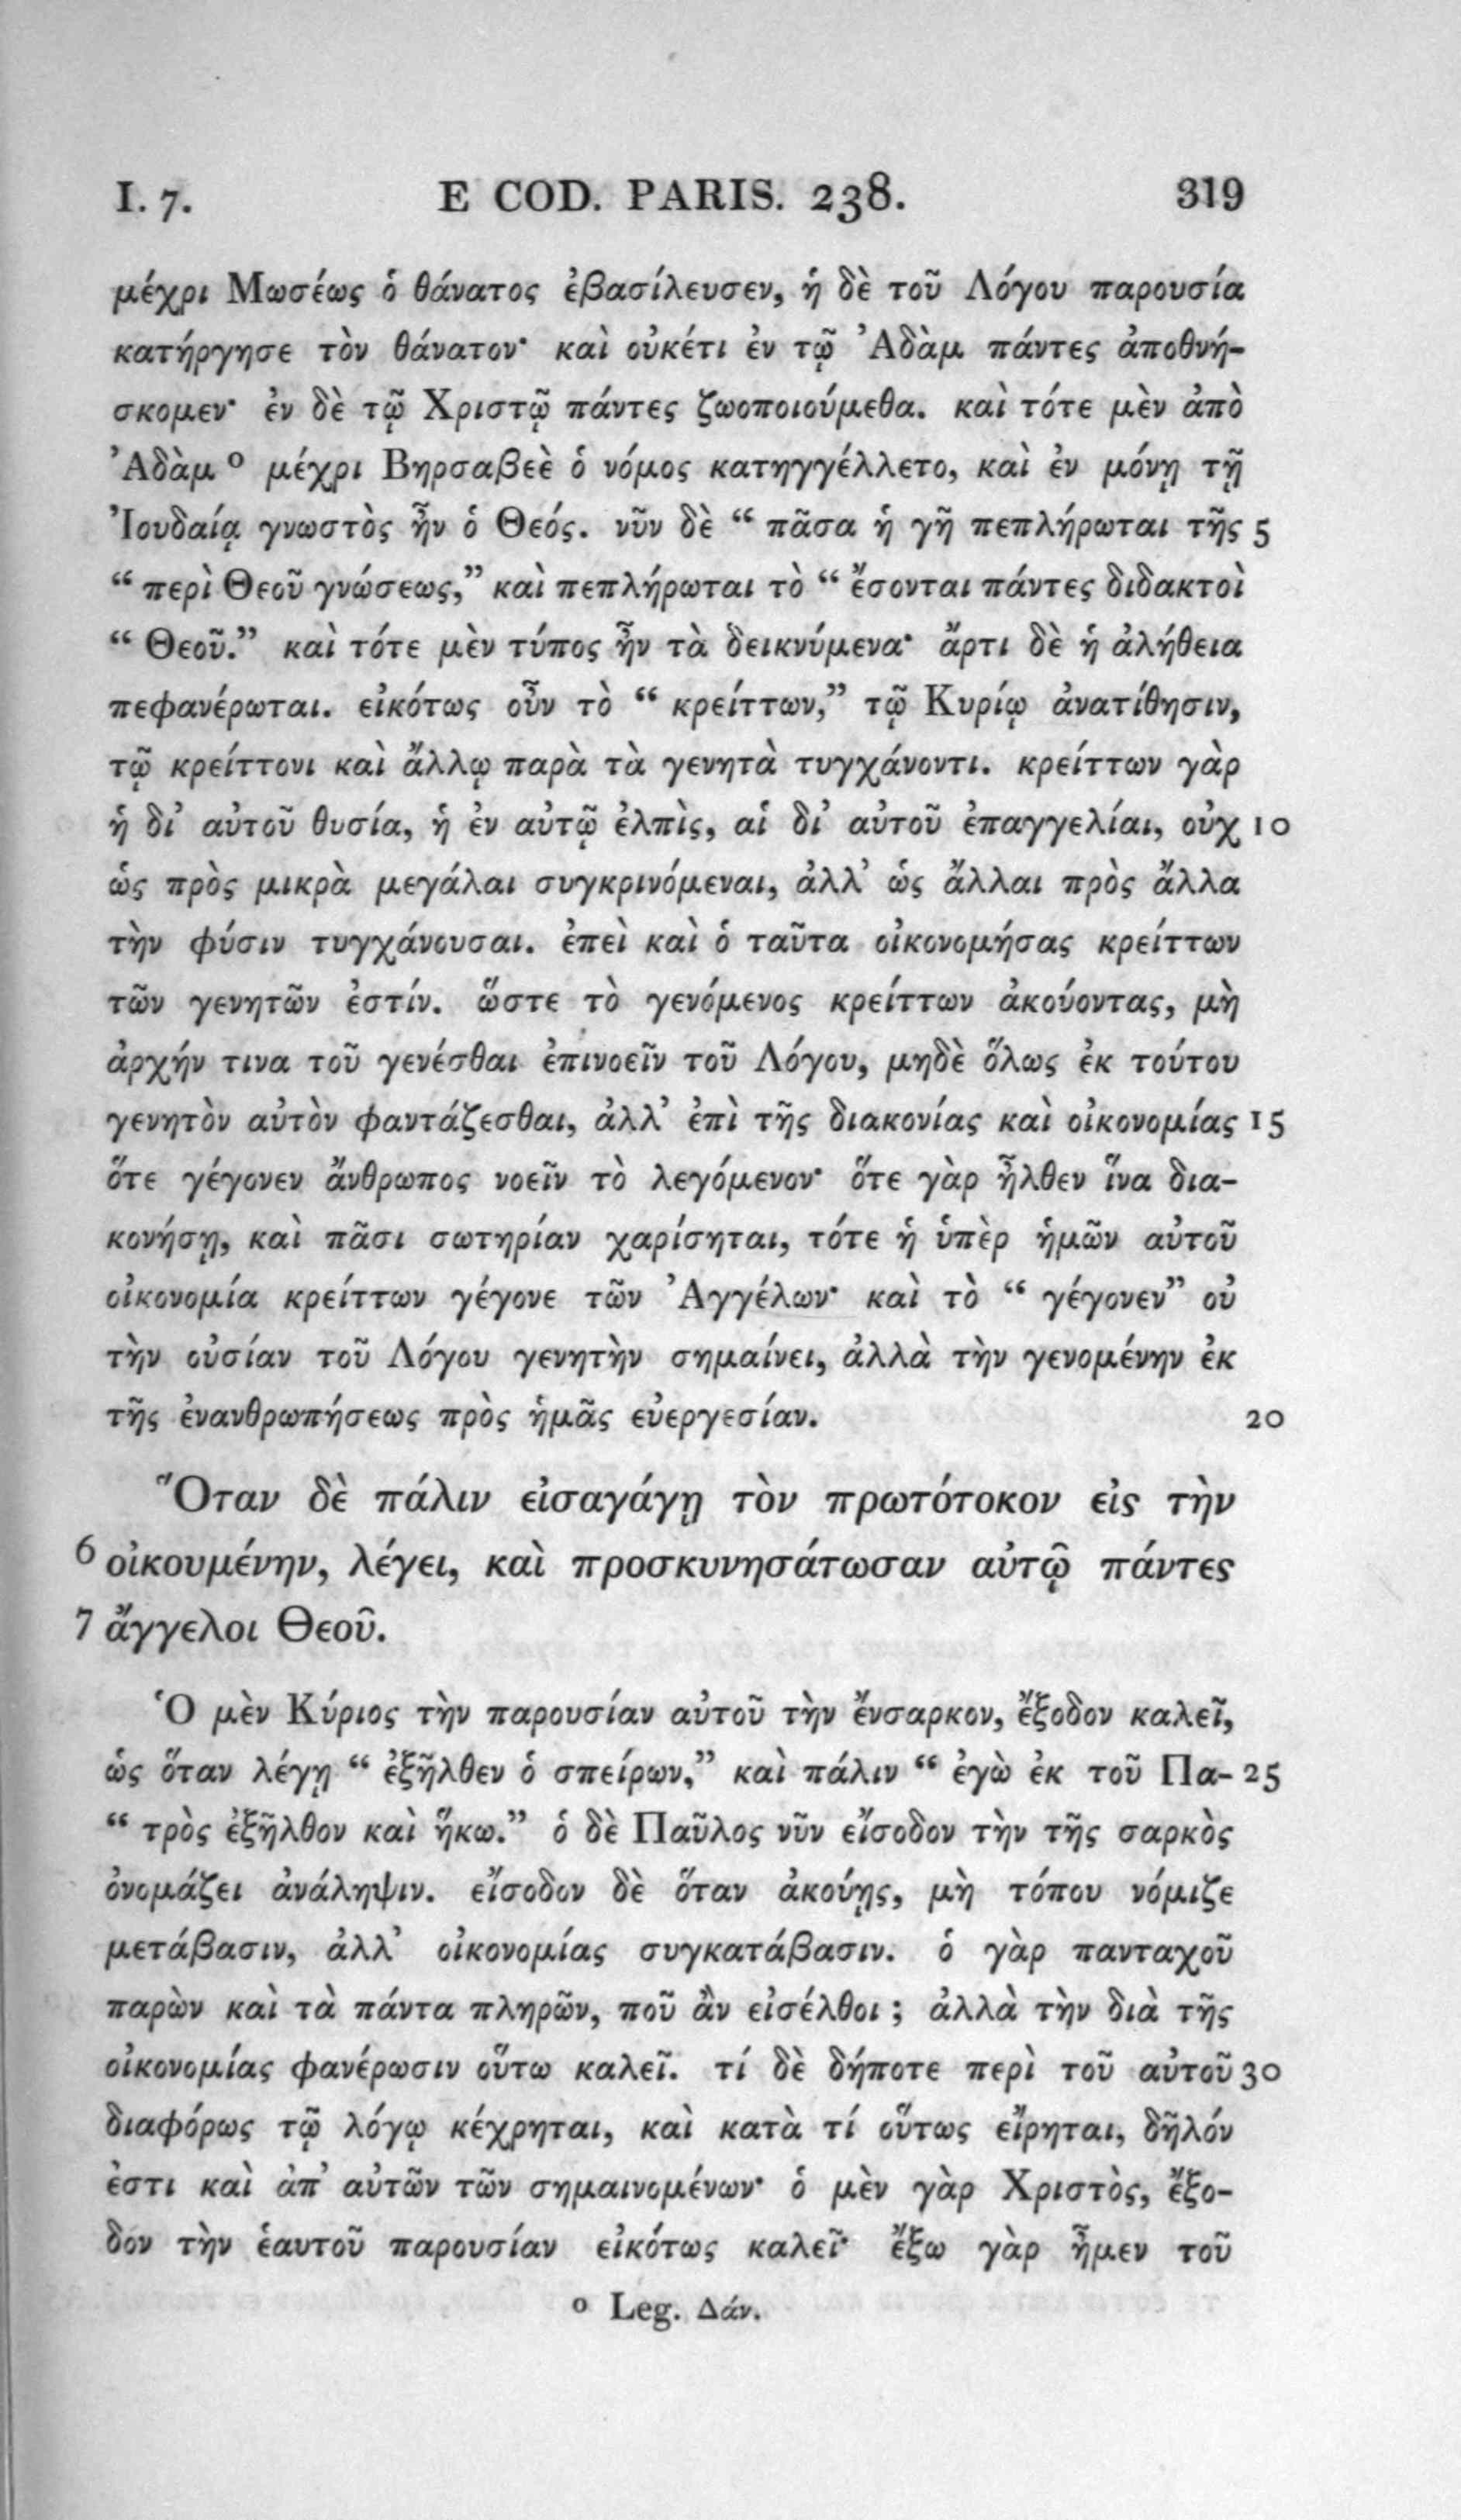 I. 7. E COD. PARIS. 238. 319
μέχρι Μωσέως ὁ θάνατος ἐβασίλευσεν, ἡ δὲ τοῦ Λόγου παρουσία
κατήργησε τὸν θάνατον· καὶ οὐκέτι ἐν τῷ Ἀδὰμ πάντες ἀποθνή-
σκομεν· ἐν δὲ τῷ Χριστῷ πάντες ζωοποιούμεθα. καὶ τότε μὲν ἀπὸ
Ἀδὰμ ο μέχρι Βηρσαβεὲ ὁ νόμος κατηγγέλλετο, καὶ ἐν μόνῃ τῇ
Ἰουδαίᾳ γνωστὸς ἦν ὁ Θεός. νῦν δὲ “ πᾶσα ἡ γῆ πεπλήρωται τῆς 5
“ περὶ Θεοῦ γνώσεως,” καὶ πεπλήρωται τὸ “ ἔσονται πάντες διδακτοὶ
“ Θεοῦ.” καὶ τότε μὲν τύπος ἦν τὰ δεικνύμενα· ἄρτι δὲ ἡ ἀλήθεια
πεφανέρωται. εἰκότως οὖν τὸ “ κρείττων,” τῷ Κυρίῳ ἀνατίθησιν,
τῷ κρείττονι καὶ ἄλλῳ παρὰ τὰ γενητὰ τυγχάνοντι. κρείττων γὰρ
ἡ δι’ αὐτοῦ θυσία, ἡ ἐν αὐτῷ ἐλπὶς, αἱ δι’ αὐτοῦ ἐπαγγελίαι, οὐχ 10
ὡς πρὸς μικρὰ μεγάλαι συγκρινόμεναι, ἀλλ’ ὡς ἄλλαι πρὸς ἄλλα
τὴν φύσιν τυγχάνουσαι. ἐπεὶ καὶ ὁ ταῦτα οἰκονομήσας κρείττων
τῶν γενητῶν ἐστίν. ὥστε τὸ γενόμενος κρείττων ἀκούοντας, μὴ
ἀρχήν τινα τοῦ γενέσθαι ἐπινοεῖν τοῦ Λόγου, μηδὲ ὅλως ἐκ τούτου
γενητὸν αὐτὸν φαντάζεσθαι, ἀλλ’ ἐπὶ τῆς διακονίας καὶ οἰκονομίας 15
ὅτε γέγονεν ἄνθρωπος νοεῖν τὸ λεγόμενον· ὅτε γὰρ ἦλθεν ἵνα δια-
κονήσῃ, καὶ πᾶσι σωτηρίαν χαρίσηται, τότε ἡ ὑπὲρ ἡμῶν αὐτοῦ
οἰκονομία κρείττων γέγονε τῶν Ἀγγέλων· καὶ τὸ “ γέγονεν” οὐ
τὴν οὐσίαν τοῦ Λόγου γενητὴν σημαίνει, ἀλλὰ τὴν γενομένην ἐκ
τῆς ἐνανθρωπήσεως πρὸς ἡμᾶς εὐεργεσίαν. 20
Ὅταν δὲ πάλιν εἰσαγάγῃ τὸν πρωτότοκον εἰς τὴν
6 οἰκουμένην, λέγει, καὶ προσκυνησάτωσαν αὐτῷ πάντες
7 ἄγγελοι Θεοῦ.
Ὁ μὲν Κύριος τὴν παρουσίαν αὐτοῦ τὴν ἔνσαρκον, ἔξοδον καλεῖ,
ὡς ὅταν λέγῃ “ ἐξῆλθεν ὁ σπείρων,” καὶ πάλιν “ ἐγὼ ἐκ τοῦ Πα- 25
“ τρὸς ἐξῆλθον καὶ ἥκω.” ὁ δὲ Παῦλος νῦν εἴσοδον τὴν τῆς σαρκὸς
ὀνομάζει ἀνάληψιν. εἴσοδον δὲ ὅταν ἀκούῃς, μὴ τόπου νόμιζε
μετάβασιν, ἀλλ’ οἰκονομίας συγκατάβασιν. ὁ γὰρ πανταχοῦ
παρὼν καὶ τὰ πάντα πληρῶν, ποῦ ἂν εἰσέλθοι ; ἀλλὰ τὴν διὰ τῆς
οἰκονομίας φανέρωσιν οὕτω καλεῖ. τί δὲ δήποτε περὶ τοῦ αὐτοῦ 30
διαφόρως τῷ λόγῳ κέχρηται, καὶ κατὰ τί οὕτως εἴρηται, δῆλόν
ἐστι καὶ ἀπ’ αὐτῶν τῶν σημαινομένων· ὁ μὲν γὰρ Χριστὸς, ἔξο-
δον τὴν ἑαυτοῦ παρουσίαν εἰκότως καλεῖ· ἔξω γὰρ ἦμεν τοῦ
ο Leg. Δάν.